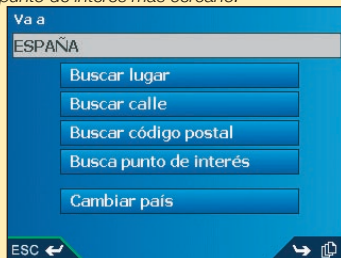 punto de interés más cercano.
Va a
ESPAÑA
Buscar lugar
Buscar calle
Buscar código postal
Busca punto de interés
Cambiar país
ESC